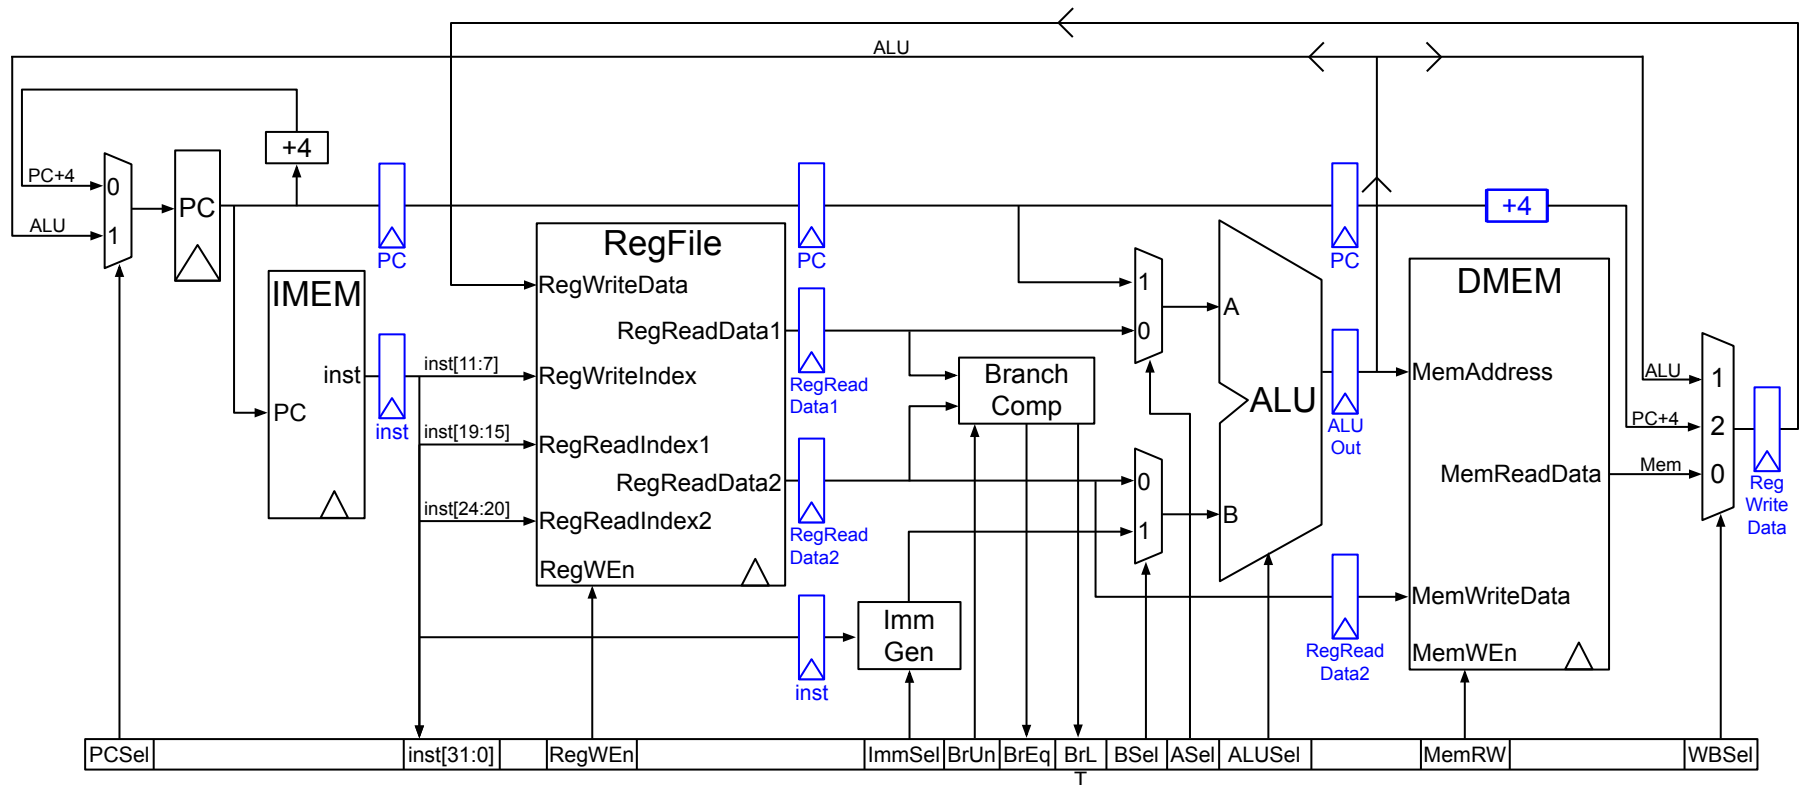 ALU
+4
PC+4
0
PC
ALU
1
+4
PC
PC
PC
RegFile
RegWriteData
RegReadData1
RegWriteIndex
RegReadIndex1
RegReadData2
RegReadIndex2
RegWEn
IMEM
inst
PC
inst
inst[11:7]
inst[19:15]
inst[24:20]
RegRead
Data1
RegRead
Data2
inst
Branch
Comp
Imm
Gen
1
0
0
1
A
B
ALU
ALU
Out
RegRead
Data2
DMEM
MemAddress
MemReadData
MemWriteData
MemWEn
ALU
1
PC+4
2
Mem
0
Reg
Write
Data
PCSel
inst[31:0]
RegWEn
ImmSel
BrUn
BrEq
BrL
T
BSel
ASel
ALUSel
MemRW
WBSel